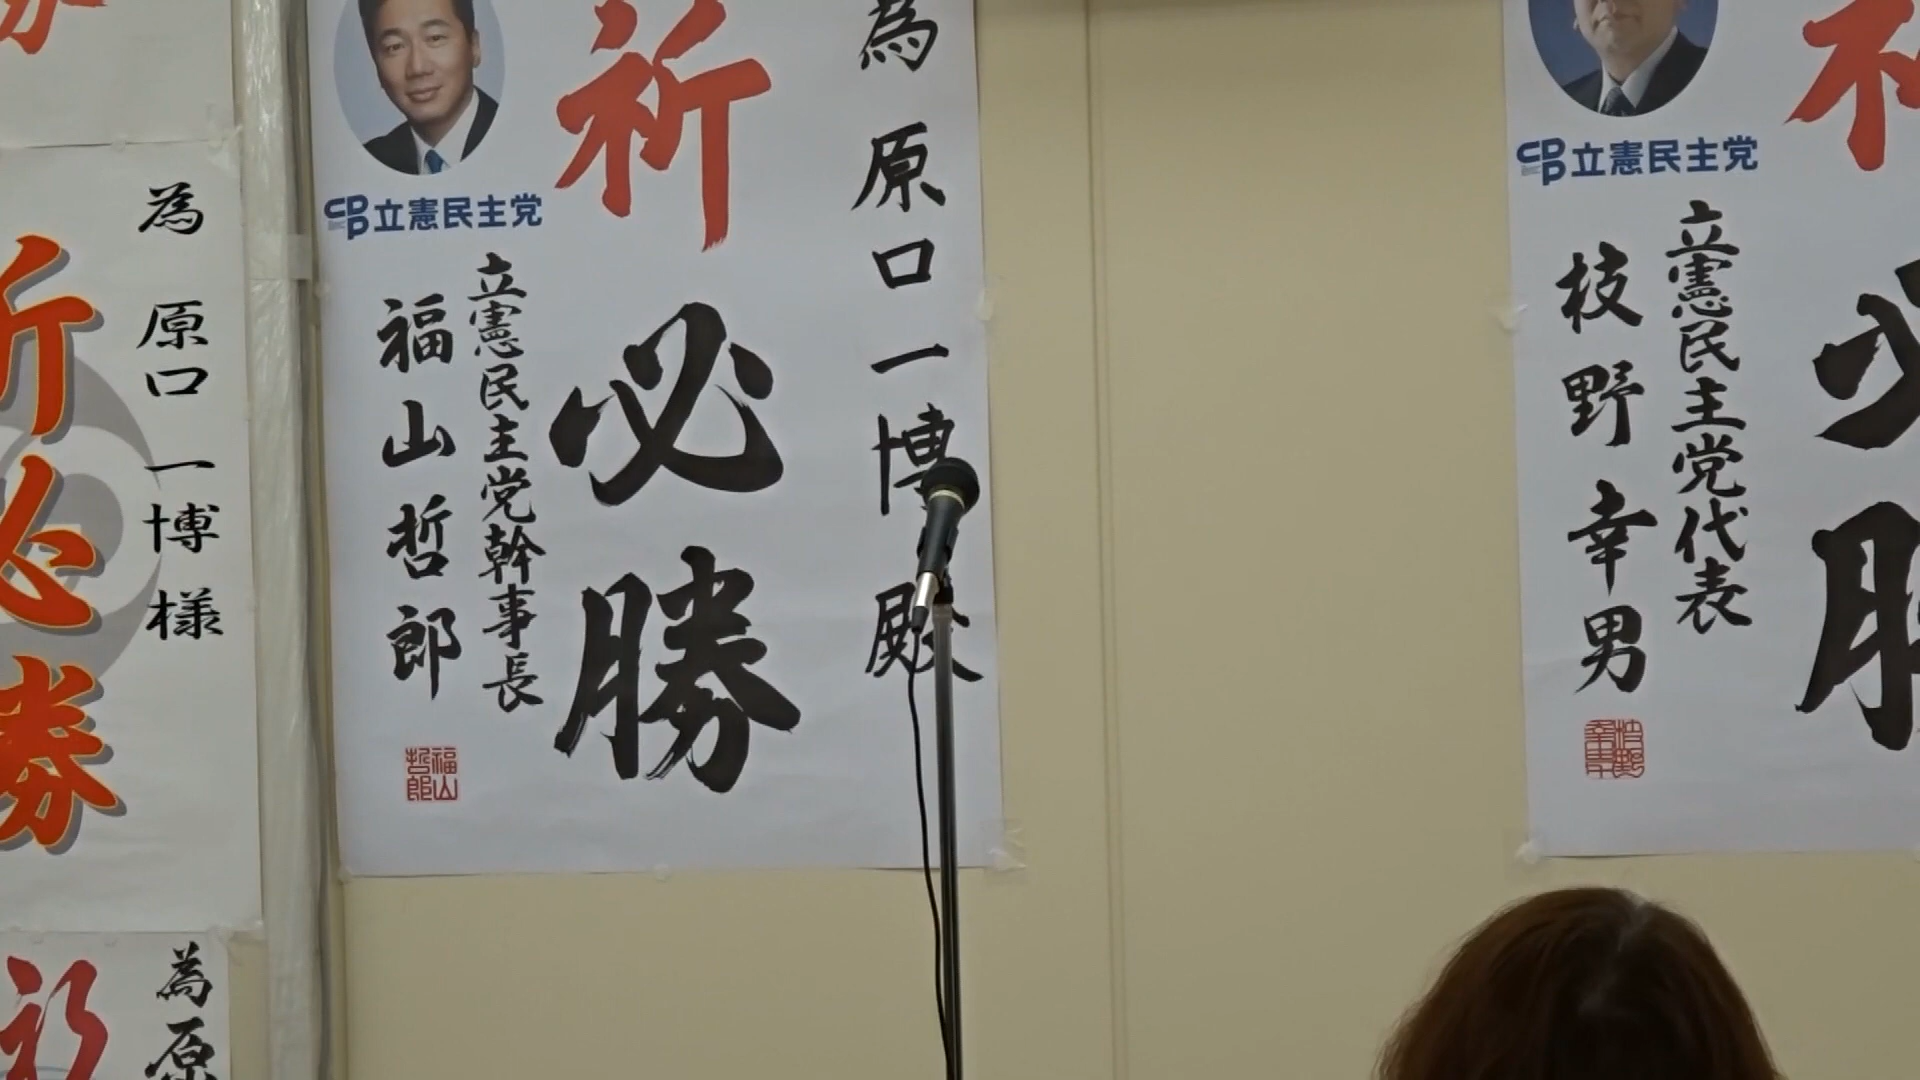 為 原口 一博 様
祈必勝
為
原
為 原口一博 殿
祈
必勝
CDP 立憲民主党
立憲民主党幹事長
福山哲郎
福山
哲郎
CDP 立憲民主党
立憲民主党代表
枝野幸男